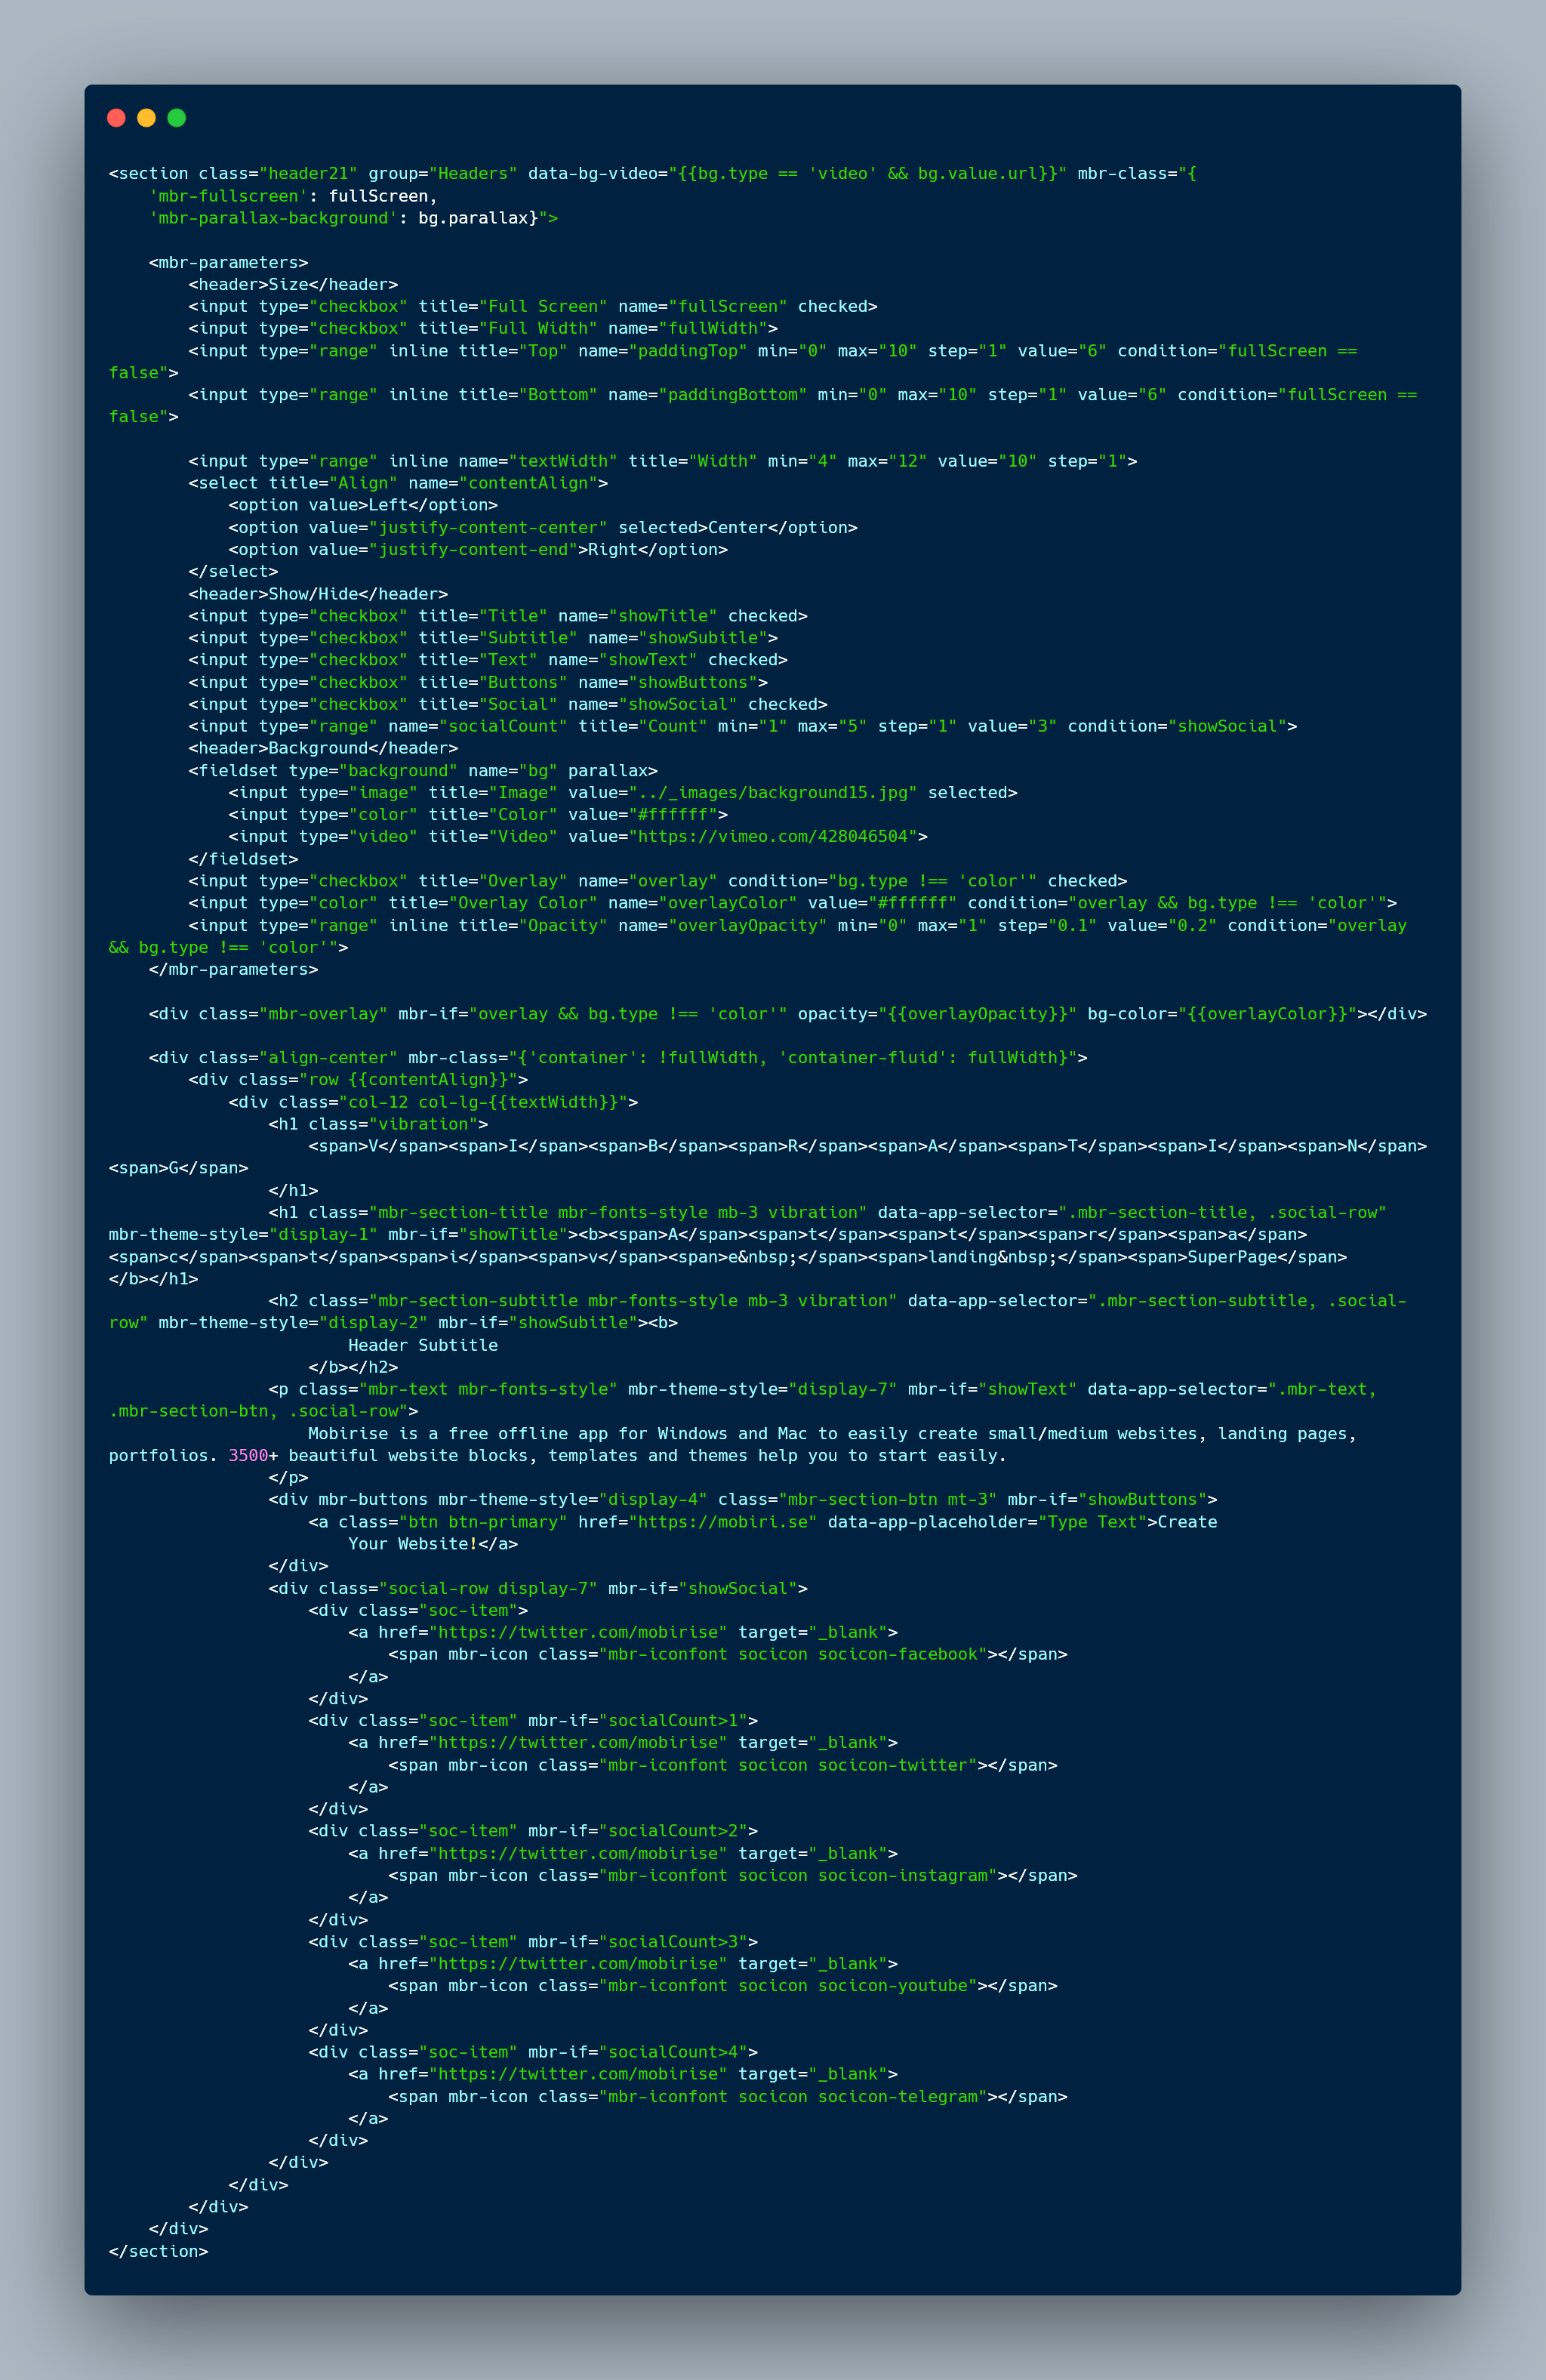 <section class="header21" group="Headers" data-bg-video="{{bg.type == 'video' && bg.value.url}}" mbr-class="{
    'mbr-fullscreen': fullScreen,
    'mbr-parallax-background': bg.parallax}">

    <mbr-parameters>
        <header>Size</header>
        <input type="checkbox" title="Full Screen" name="fullScreen" checked>
        <input type="checkbox" title="Full Width" name="fullWidth">
        <input type="range" inline title="Top" name="paddingTop" min="0" max="10" step="1" value="6" condition="fullScreen ==
false">
        <input type="range" inline title="Bottom" name="paddingBottom" min="0" max="10" step="1" value="6" condition="fullScreen ==
false">

        <input type="range" inline name="textWidth" title="Width" min="4" max="12" value="10" step="1">
        <select title="Align" name="contentAlign">
            <option value>Left</option>
            <option value="justify-content-center" selected>Center</option>
            <option value="justify-content-end">Right</option>
        </select>
        <header>Show/Hide</header>
        <input type="checkbox" title="Title" name="showTitle" checked>
        <input type="checkbox" title="Subtitle" name="showSubitle">
        <input type="checkbox" title="Text" name="showText" checked>
        <input type="checkbox" title="Buttons" name="showButtons">
        <input type="checkbox" title="Social" name="showSocial" checked>
        <input type="range" name="socialCount" title="Count" min="1" max="5" step="1" value="3" condition="showSocial">
        <header>Background</header>
        <fieldset type="background" name="bg" parallax>
            <input type="image" title="Image" value="../_images/background15.jpg" selected>
            <input type="color" title="Color" value="#ffffff">
            <input type="video" title="Video" value="https://vimeo.com/428046504">
        </fieldset>
        <input type="checkbox" title="Overlay" name="overlay" condition="bg.type !== 'color'" checked>
        <input type="color" title="Overlay Color" name="overlayColor" value="#ffffff" condition="overlay && bg.type !== 'color'">
        <input type="range" inline title="Opacity" name="overlayOpacity" min="0" max="1" step="0.1" value="0.2" condition="overlay
&& bg.type !== 'color'">
    </mbr-parameters>

    <div class="mbr-overlay" mbr-if="overlay && bg.type !== 'color'" opacity="{{overlayOpacity}}" bg-color="{{overlayColor}}"></div>

    <div class="align-center" mbr-class="{'container': !fullWidth, 'container-fluid': fullWidth}">
        <div class="row {{contentAlign}}">
            <div class="col-12 col-lg-{{textWidth}}">
                <h1 class="vibration">
                    <span>V</span><span>I</span><span>B</span><span>R</span><span>A</span><span>T</span><span>I</span><span>N</span>
<span>G</span>
                </h1>
                <h1 class="mbr-section-title mbr-fonts-style mb-3 vibration" data-app-selector=".mbr-section-title, .social-row"
mbr-theme-style="display-1" mbr-if="showTitle"><b><span>A</span><span>t</span><span>t</span><span>r</span><span>a</span>
<span>c</span><span>t</span><span>i</span><span>v</span><span>e&nbsp;</span><span>landing&nbsp;</span><span>SuperPage</span>
</b></h1>
                <h2 class="mbr-section-subtitle mbr-fonts-style mb-3 vibration" data-app-selector=".mbr-section-subtitle, .social-
row" mbr-theme-style="display-2" mbr-if="showSubitle"><b>
                        Header Subtitle
                    </b></h2>
                <p class="mbr-text mbr-fonts-style" mbr-theme-style="display-7" mbr-if="showText" data-app-selector=".mbr-text,
.mbr-section-btn, .social-row">
                    Mobirise is a free offline app for Windows and Mac to easily create small/medium websites, landing pages,
portfolios. 3500+ beautiful website blocks, templates and themes help you to start easily.
                </p>
                <div mbr-buttons mbr-theme-style="display-4" class="mbr-section-btn mt-3" mbr-if="showButtons">
                    <a class="btn btn-primary" href="https://mobiri.se" data-app-placeholder="Type Text">Create
                        Your Website!</a>
                </div>
                <div class="social-row display-7" mbr-if="showSocial">
                    <div class="soc-item">
                        <a href="https://twitter.com/mobirise" target="_blank">
                            <span mbr-icon class="mbr-iconfont socicon socicon-facebook"></span>
                        </a>
                    </div>
                    <div class="soc-item" mbr-if="socialCount>1">
                        <a href="https://twitter.com/mobirise" target="_blank">
                            <span mbr-icon class="mbr-iconfont socicon socicon-twitter"></span>
                        </a>
                    </div>
                    <div class="soc-item" mbr-if="socialCount>2">
                        <a href="https://twitter.com/mobirise" target="_blank">
                            <span mbr-icon class="mbr-iconfont socicon socicon-instagram"></span>
                        </a>
                    </div>
                    <div class="soc-item" mbr-if="socialCount>3">
                        <a href="https://twitter.com/mobirise" target="_blank">
                            <span mbr-icon class="mbr-iconfont socicon socicon-youtube"></span>
                        </a>
                    </div>
                    <div class="soc-item" mbr-if="socialCount>4">
                        <a href="https://twitter.com/mobirise" target="_blank">
                            <span mbr-icon class="mbr-iconfont socicon socicon-telegram"></span>
                        </a>
                    </div>
                </div>
            </div>
        </div>
    </div>
</section>